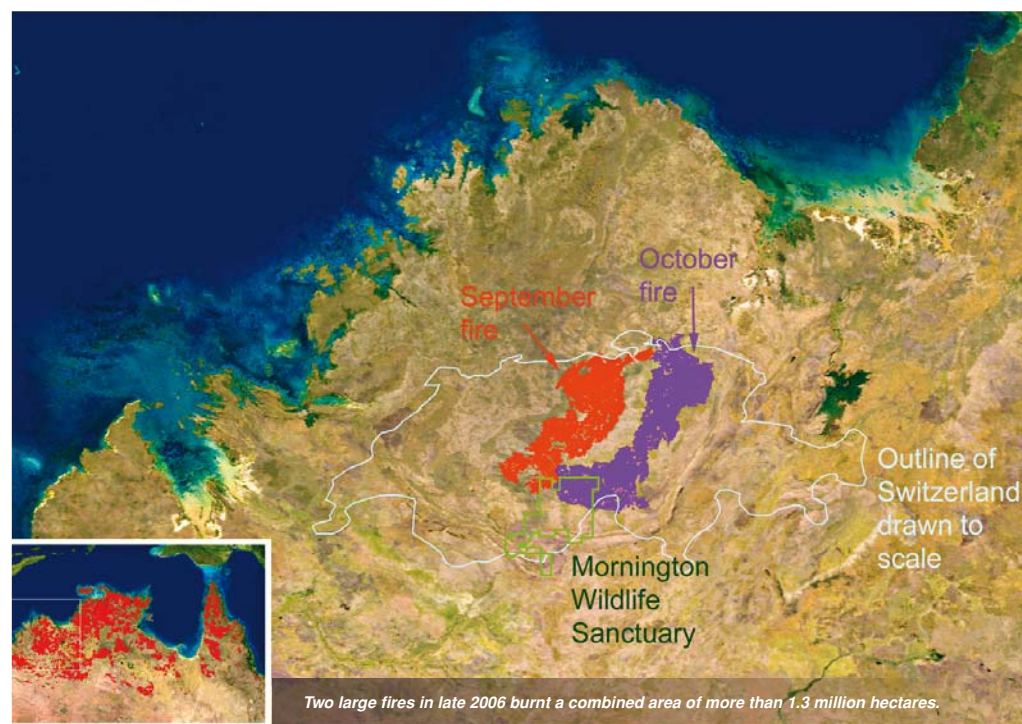 October
fire
September
fire
Outline of
Switzerland
drawn to
scale
Mornington
Wildlife
Sanctuary
Two large fires in late 2006 burnt a combined area of more than 1.3 million hectares.